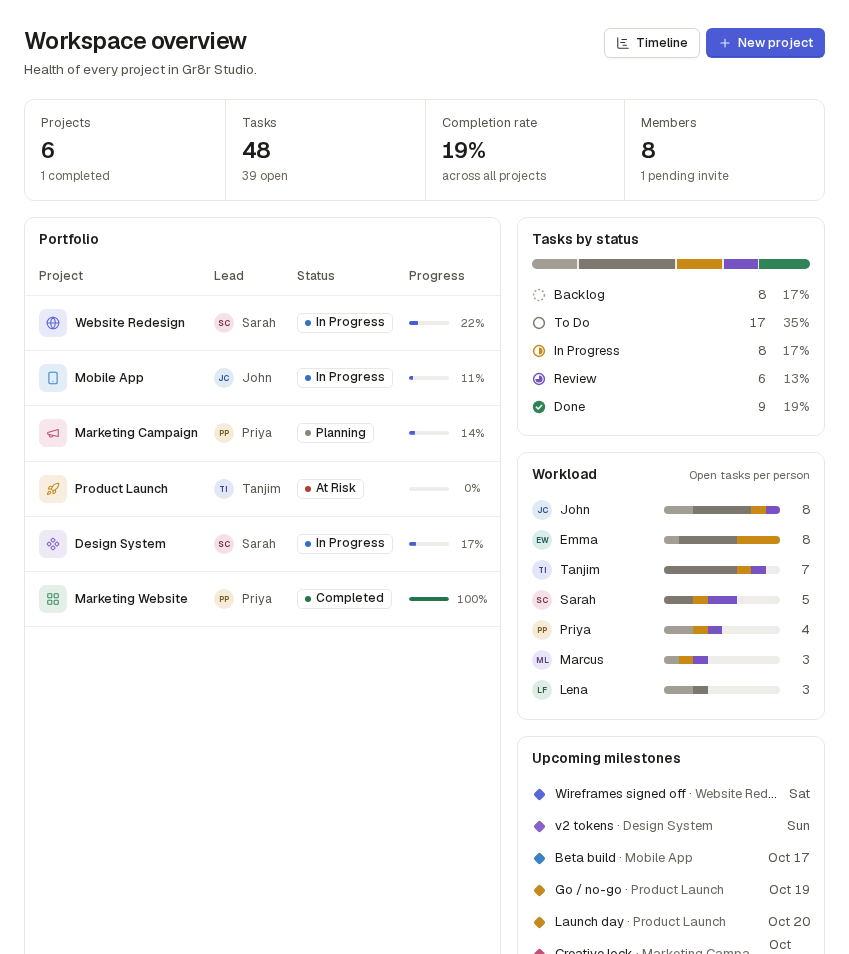 Workspace overview
Health of every project in Gr8r Studio.
Timeline
New project
Projects
6
1 completed
Tasks
48
39 open
Completion rate
19%
across all projects
Members
8
1 pending invite
Portfolio
Project Lead Status Progress
Website Redesign SC Sarah In Progress 22%
Mobile App JC John In Progress 11%
Marketing Campaign PP Priya Planning 14%
Product Launch TI Tanjim At Risk 0%
Design System SC Sarah In Progress 17%
Marketing Website PP Priya Completed 100%
Tasks by status
Backlog 8 17%
To Do 17 35%
In Progress 8 17%
Review 6 13%
Done 9 19%
Workload Open tasks per person
JC John 8
EW Emma 8
TI Tanjim 7
SC Sarah 5
PP Priya 4
ML Marcus 3
LF Lena 3
Upcoming milestones
Wireframes signed off · Website Red... Sat
v2 tokens · Design System Sun
Beta build · Mobile App Oct 17
Go / no-go · Product Launch Oct 19
Launch day · Product Launch Oct 20
Creative lock · Marketing Campa Oct